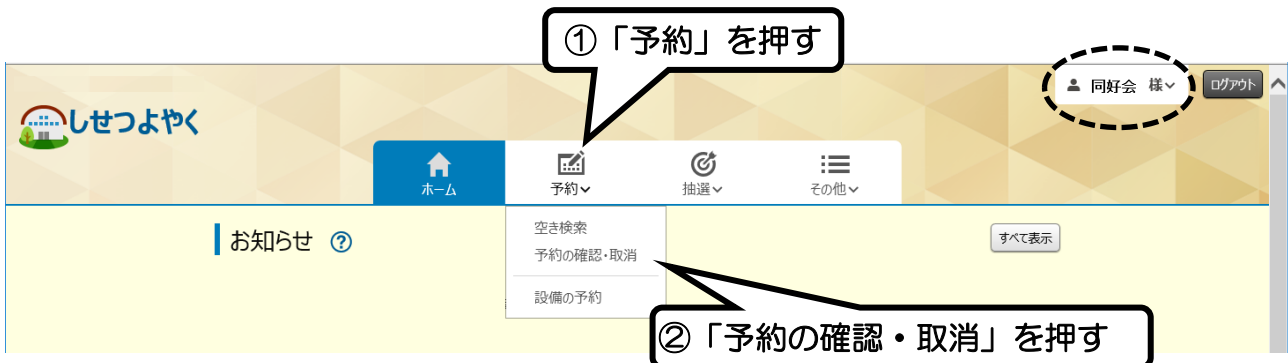 ①「予約」を押す
同好会 様
ログアウト
しせつよやく
ホーム
予約
抽選
その他
お知らせ ?
すべて表示
空き検索
予約の確認・取消
設備の予約
②「予約の確認・取消」を押す